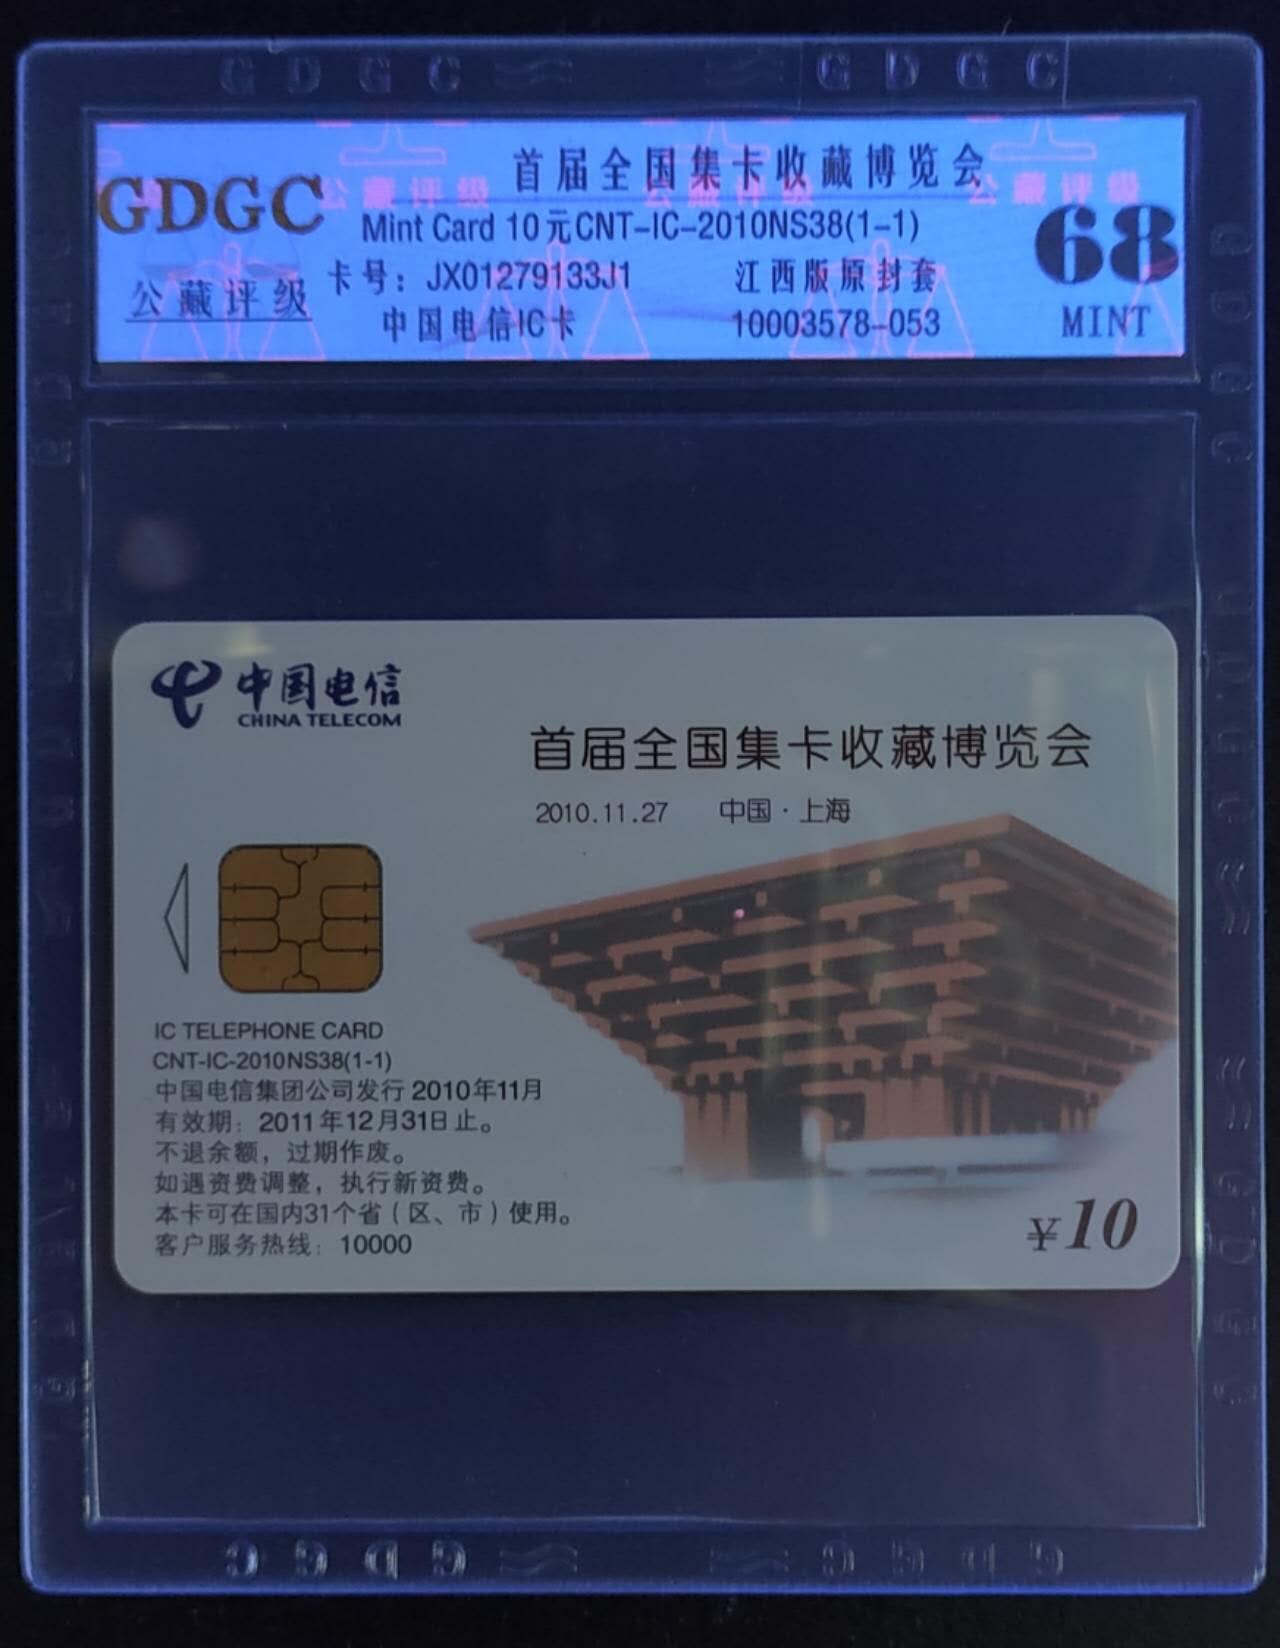 GDGC GDGC
GDGC
公藏评级
首届全国集卡收藏博览会
Mint Card 10元CNT-IC-2010NS38(1-1)
卡号：JX01279133J1 江西版原封套
中国电信IC卡 10003578-053
68
MINT
中国电信
CHINA TELECOM
首届全国集卡收藏博览会
2010.11.27 中国·上海
IC TELEPHONE CARD
CNT-IC-2010NS38(1-1)
中国电信集团公司发行 2010年11月
有效期：2011年12月31日止。
不退余额，过期作废。
如遇资费调整，执行新资费。
本卡可在国内31个省（区、市）使用。
客户服务热线：10000
¥10
GDGC GDGC